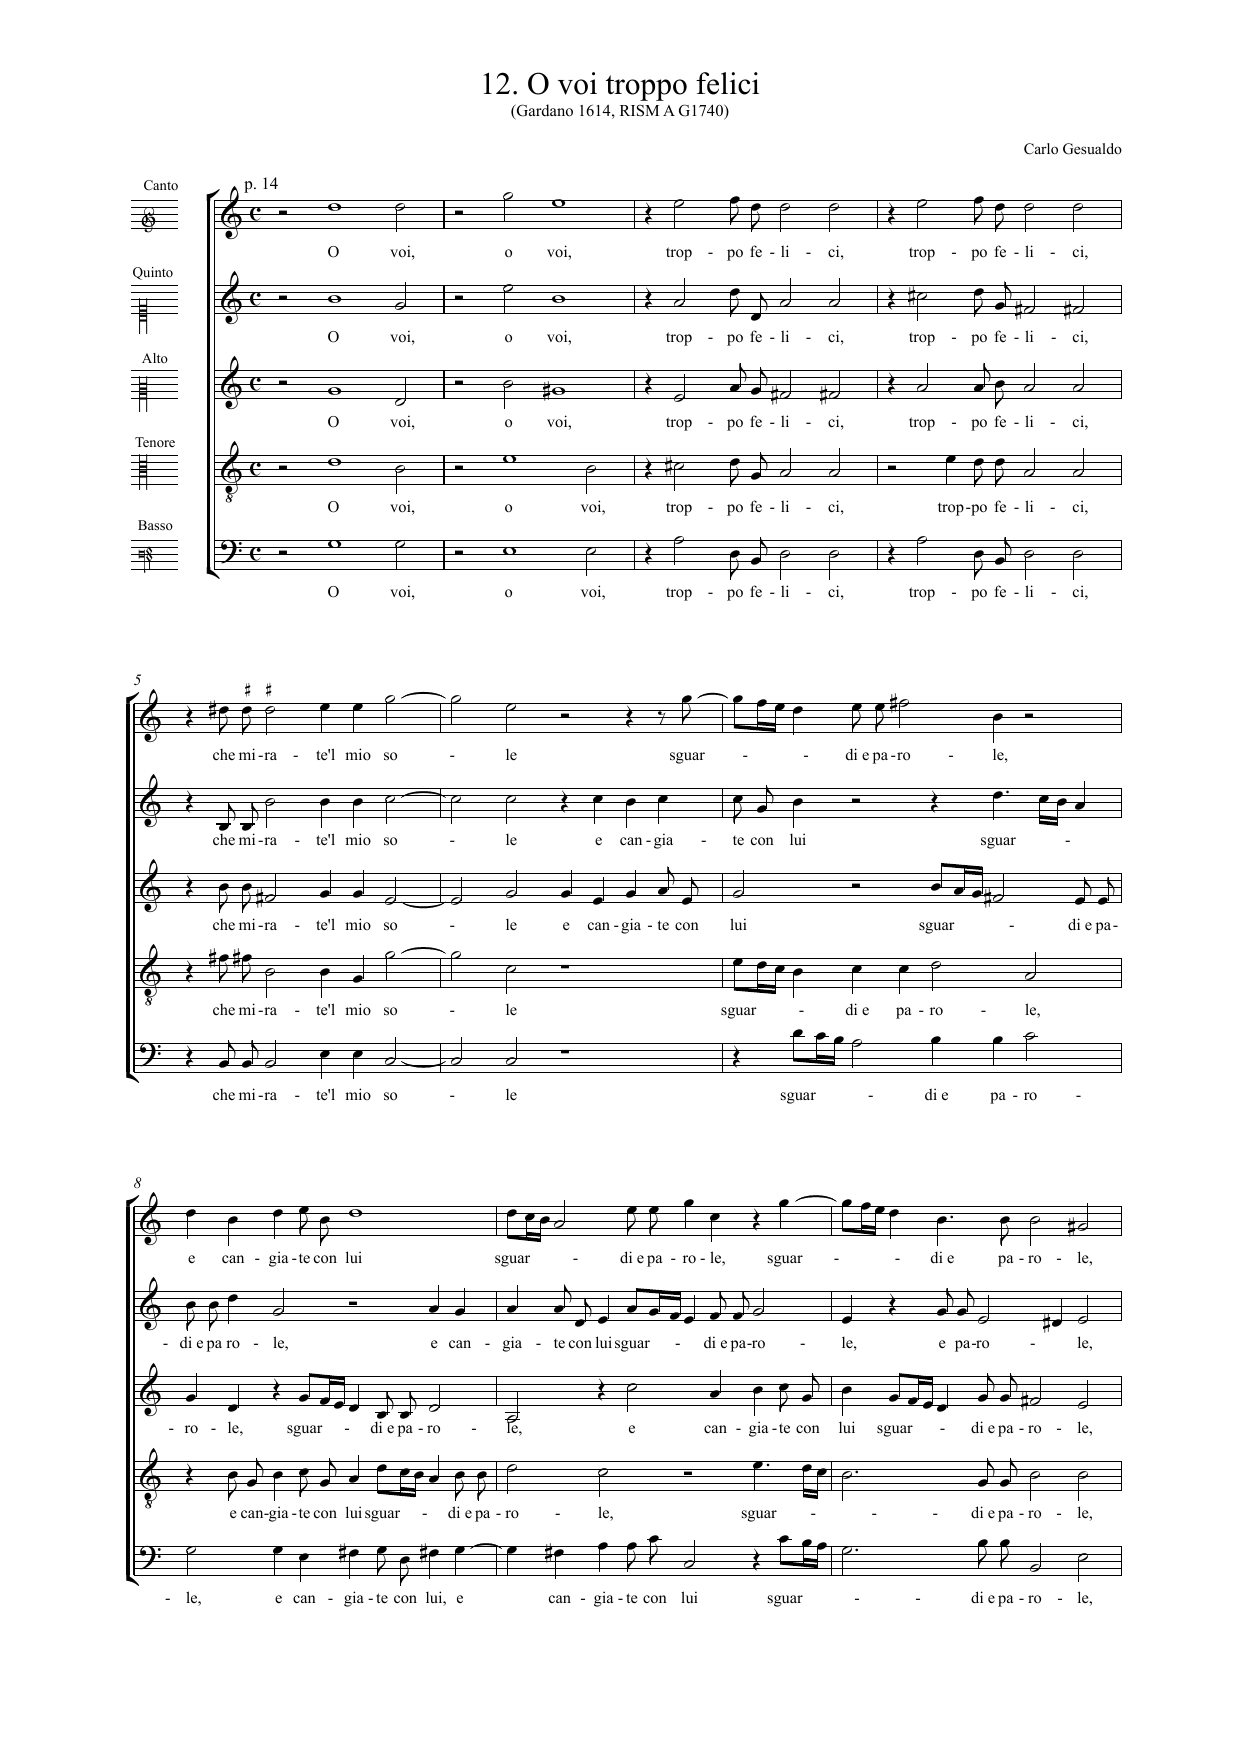 12. O voi troppo felici
(Gardano 1614, RISM A G1740)
Carlo Gesualdo
Canto
p. 14
O voi, o voi, trop - po fe - li - ci, trop - po fe - li - ci,
Quinto
O voi, o voi, trop - po fe - li - ci, trop - po fe - li - ci,
Alto
O voi, o voi, trop - po fe - li - ci, trop - po fe - li - ci,
Tenore
8
O voi, o voi, trop - po fe - li - ci, trop - po fe - li - ci,
Basso
O voi, o voi, trop - po fe - li - ci, trop - po fe - li - ci,
5
che mi - ra - te'l mio so - le sguar - - - di e pa - ro - le,
che mi - ra - te'l mio so - le e can - gia - te con lui sguar - -
che mi - ra - te'l mio so - le e can - gia - te con lui sguar - di e pa -
8
che mi - ra - te'l mio so - le sguar - di e pa - ro - le,
che mi - ra - te'l mio so - le sguar - di e pa - ro -
8
e can - gia - te con lui sguar - - di e pa - ro - le, sguar - - - di e pa - ro - le,
- di e pa ro - le, e can - gia - te con lui sguar - di e pa - ro - le, e pa - ro - le,
- ro - le, sguar - di e pa - ro - le, e can - gia - te con lui sguar - di e pa - ro - le,
8
e can - gia - te con lui sguar - - di e pa - ro - le, sguar - - - di e pa - ro - le,
- le, e can - gia - te con lui, e can - gia - te con lui sguar - - di e pa - ro - le,